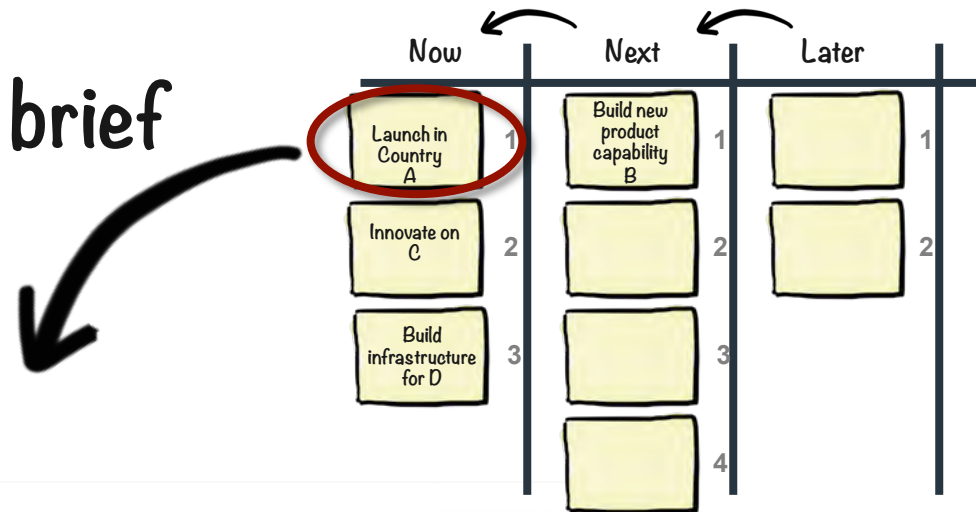 Now
Next
Later
brief
Launch in
Country
A
1
Build new
product
capability
B
1
1
Innovate on
C
2
2
2
Build
infrastructure
for D
3
3
4